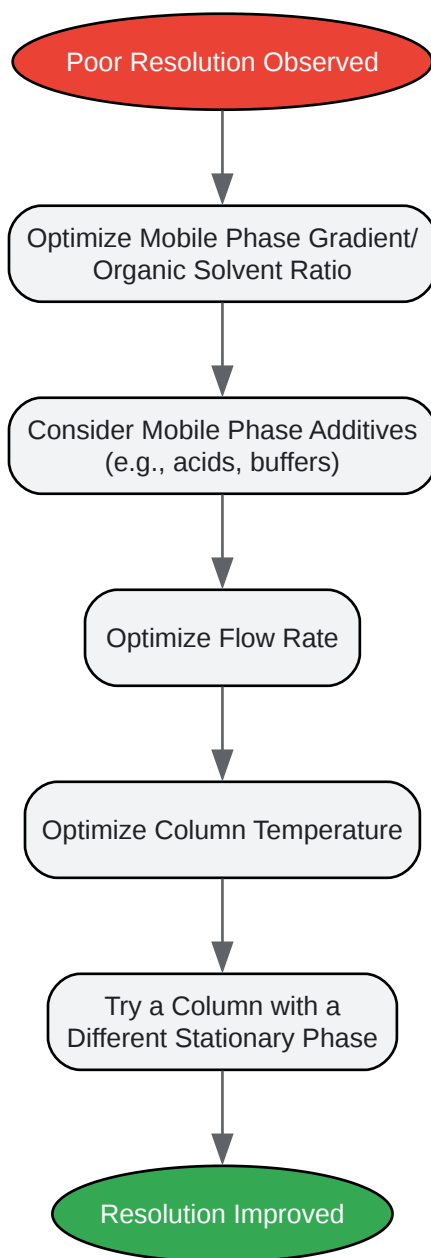 Poor Resolution Observed
Optimize Mobile Phase Gradient/
Organic Solvent Ratio
Consider Mobile Phase Additives
(e.g., acids, buffers)
Optimize Flow Rate
Optimize Column Temperature
Try a Column with a
Different Stationary Phase
Resolution Improved